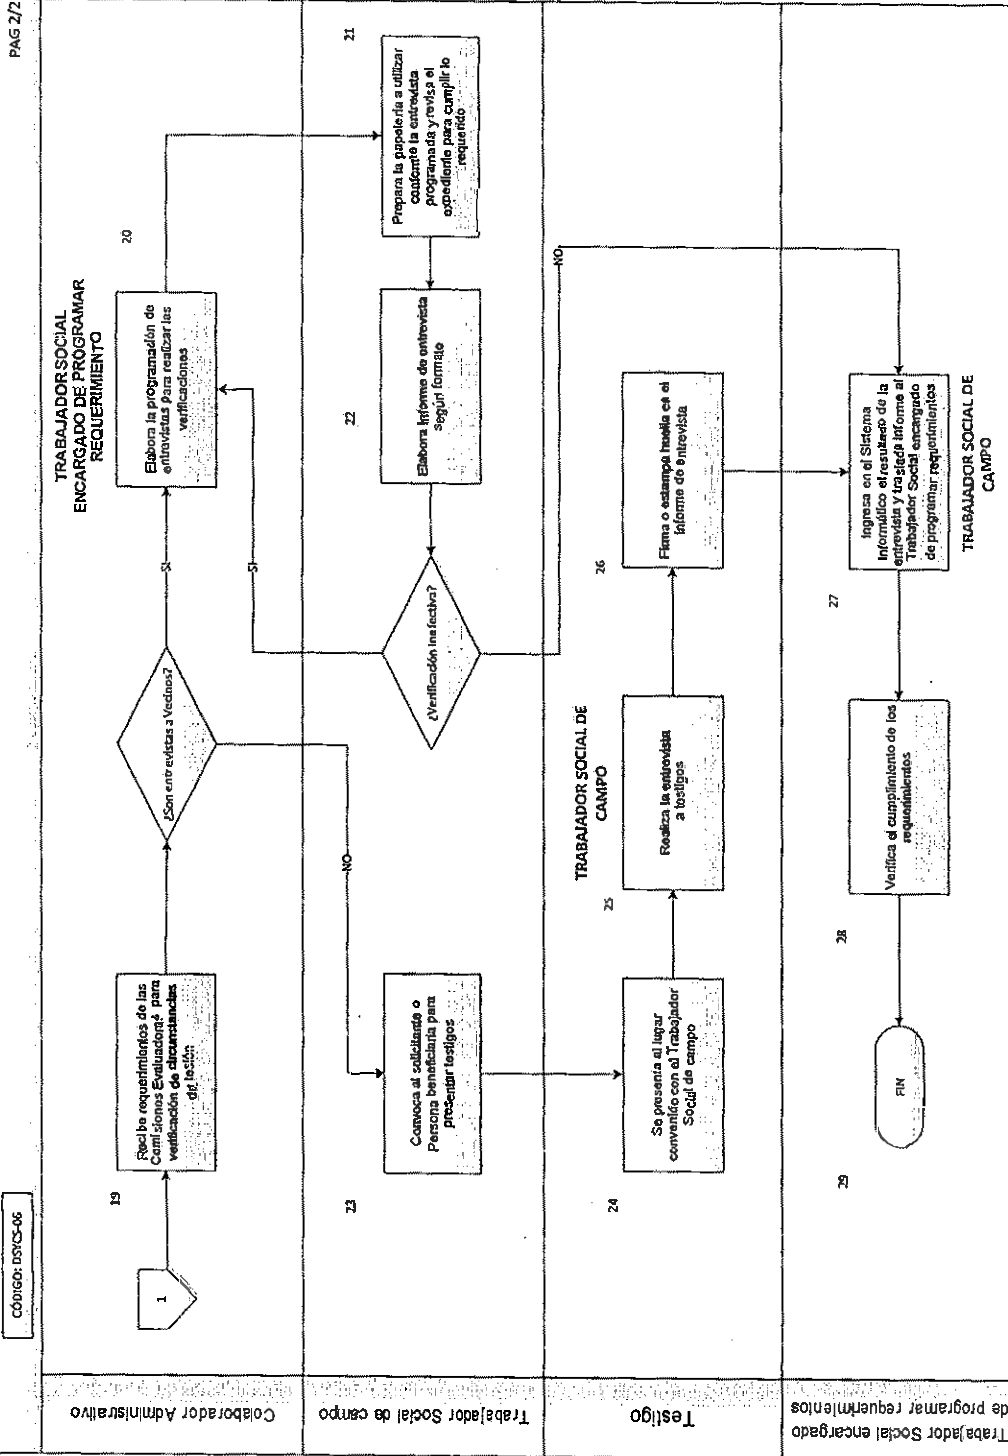 PAG 2/2
CÓDIGO: DSYCS-06
Colaborador Administrativo
1
19
Recibe requerimientos de las
Comisiones Evaluadoras para
verificación de circunstancias
de lesión
¿Son entrevistas a Vecinos?
SI
NO
TRABAJADOR SOCIAL
ENCARGADO DE PROGRAMAR
REQUERIMIENTO
20
Elabora la programación de
entrevistas para realizar las
verificaciones
Trabajador Social de campo
21
Prepara la papelería a utilizar
conforme la entrevista
programada y revisa el
expediente para cumplir lo
requerido
22
Elabora Informe de entrevista
según formato
¿Verificación Inefectiva?
SI
NO
23
Convoca al solicitante o
Persona beneficiaria para
presentar testigos
Testigo
24
Se presenta al lugar
convenido con el Trabajador
Social de campo
TRABAJADOR SOCIAL DE
CAMPO
25
Realiza la entrevista
a testigos
26
Firma o estampa huella en el
Informe de entrevista
Trabajador Social encargado
de programar requerimientos
27
Ingresa en el Sistema
Informático el resultado de la
entrevista y traslada informe al
Trabajador Social encargado
de programar requerimientos
TRABAJADOR SOCIAL DE
CAMPO
28
Verifica el cumplimiento de los
requerimientos
29
FIN